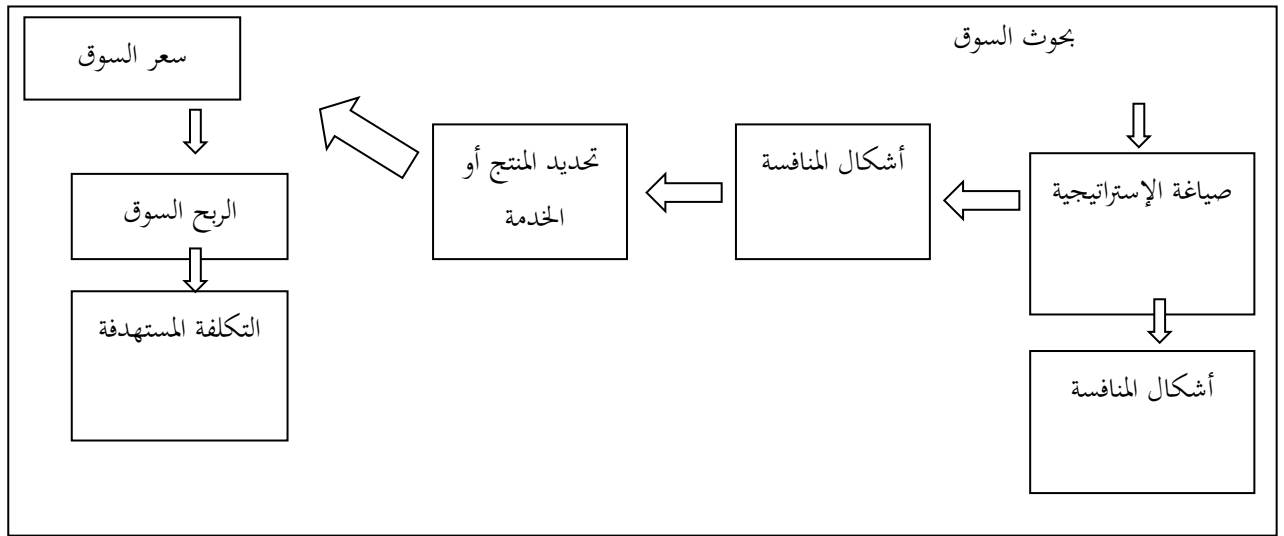 بحوث السوق
صياغة الإستراتيجية
أشكال المنافسة
أشكال المنافسة
تحديد المنتج أو
الخدمة
سعر السوق
الربح السوق
التكلفة المستهدفة